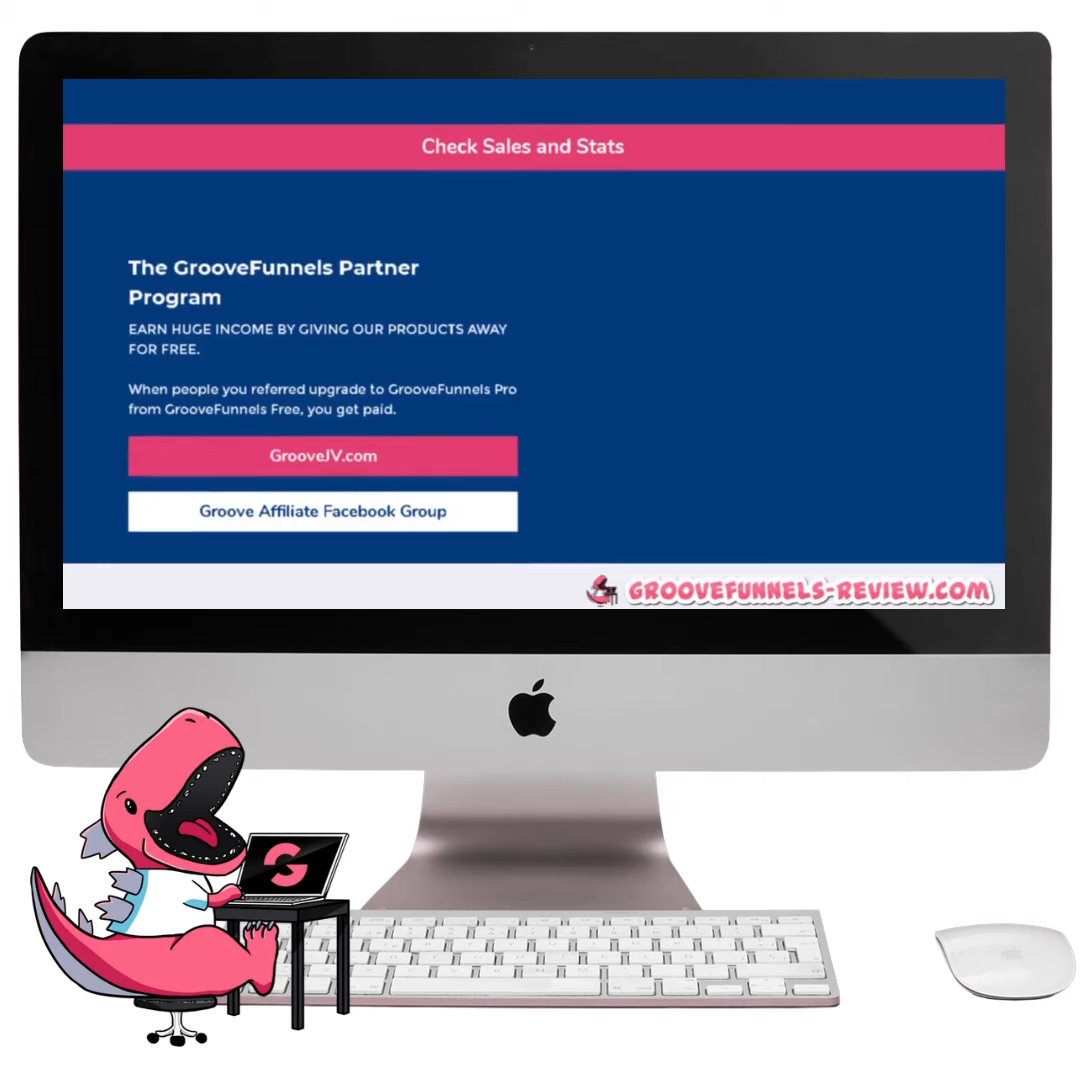 Check Sales and Stats
The GrooveFunnels Partner
Program
EARN HUGE INCOME BY GIVING OUR PRODUCTS AWAY
FOR FREE.
When people you referred upgrade to GrooveFunnels Pro
from GrooveFunnels Free, you get paid.
GrooveJV.com
Groove Affiliate Facebook Group
GROOVEFUNNELS-REVIEW.COM